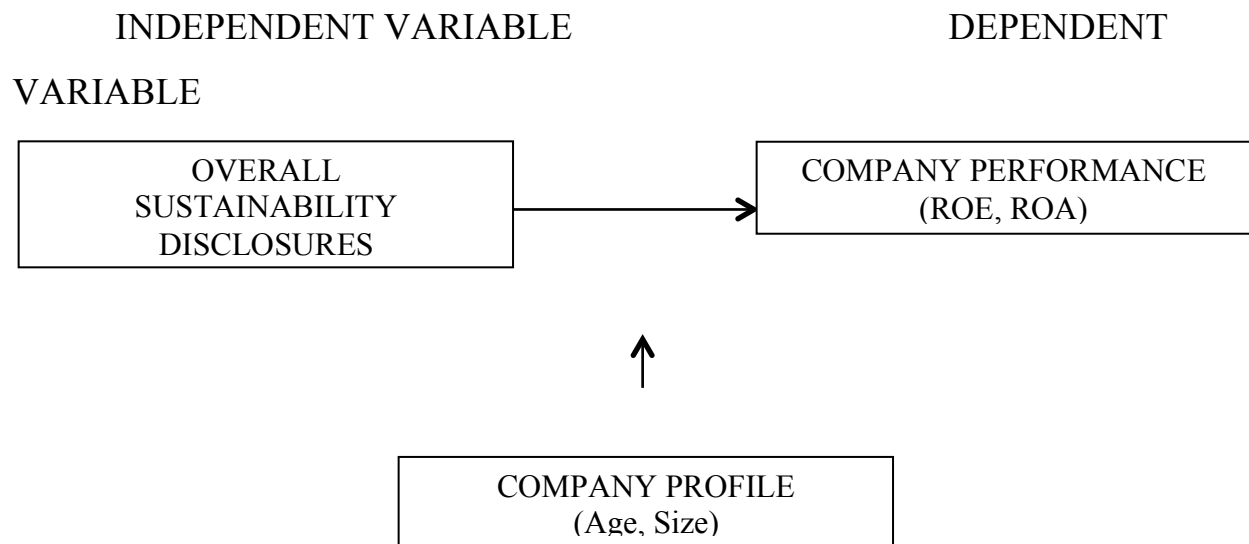 INDEPENDENT VARIABLE DEPENDENT
VARIABLE
OVERALL
SUSTAINABILITY
DISCLOSURES
COMPANY PERFORMANCE
(ROE, ROA)
COMPANY PROFILE
(Age, Size)